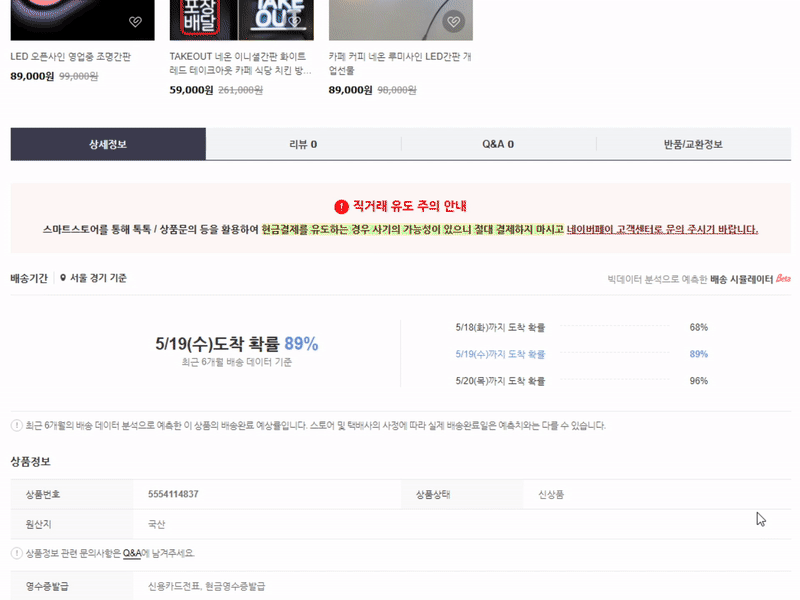 포장
배달
TAKE
OUT
LED 오픈사인 영업중 조명간판
89,000원 99,000원
TAKEOUT 네온 이니셜간판 화이트
레드 테이크아웃 카페 식당 치킨 방...
59,000원 261,000원
카페 커피 네온 루미사인 LED간판 개
업선물
89,000원 98,000원
상세정보 리뷰 0 Q&A 0 반품/교환정보
직거래 유도 주의 안내
스마트스토어를 통해 톡톡 / 상품문의 등을 활용하여 현금결제를 유도하는 경우 사기의 가능성이 있으니 절대 결제하지 마시고 네이버페이 고객센터로 문의 주시기 바랍니다.
배송기간 서울 경기 기준 빅데이터 분석으로 예측한 배송 시뮬레이터 Beta
5/19(수)도착 확률 89%
최근 6개월 배송 데이터 기준
5/18(화)까지 도착 확률 68%
5/19(수)까지 도착 확률 89%
5/20(목)까지 도착 확률 96%
최근 6개월의 배송 데이터 분석으로 예측한 이 상품의 배송완료 예상률입니다. 스토어 및 택배사의 사정에 따라 실제 배송완료일은 예측치와는 다를 수 있습니다.
상품정보
상품번호 5554114837 상품상태 신상품
원산지 국산
상품정보 관련 문의사항은 Q&A에 남겨주세요.
영수증발급 신용카드전표, 현금영수증발급